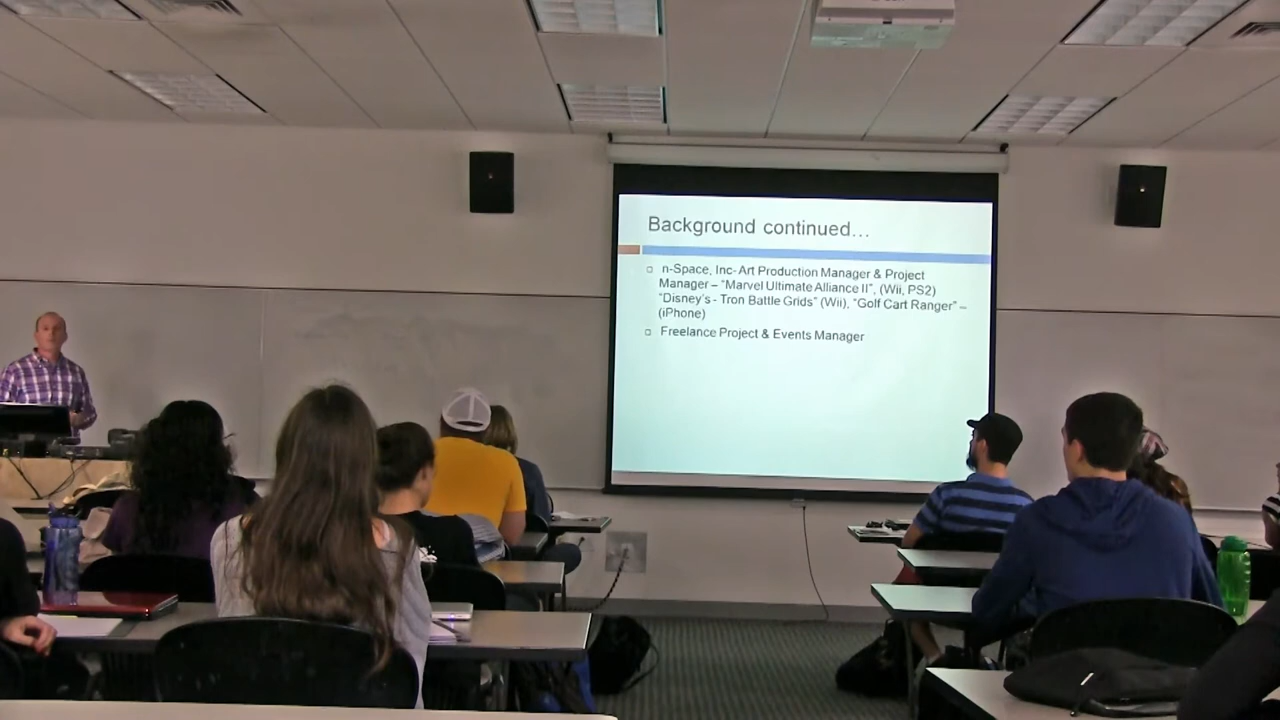 Background continued...
n-Space, Inc- Art Production Manager & Project
Manager – "Marvel Ultimate Alliance II", (Wii, PS2)
"Disney's - Tron Battle Grids" (Wii), "Golf Cart Ranger" –
(iPhone)
Freelance Project & Events Manager